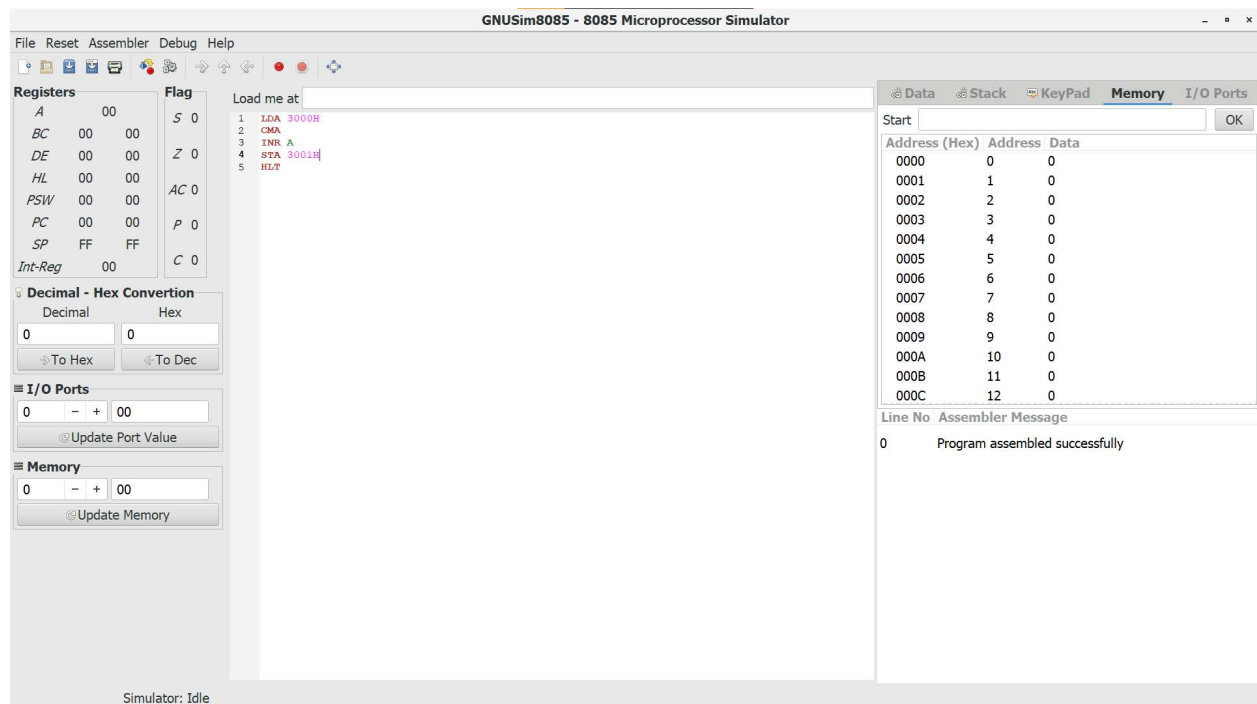 GNUSim8085 - 8085 Microprocessor Simulator
File Reset Assembler Debug Help
Registers
A 00
BC 00 00
DE 00 00
HL 00 00
PSW 00 00
PC 00 00
SP FF FF
Int-Reg 00
Flag
S 0
Z 0
AC 0
P 0
C 0
Decimal - Hex Convertion
Decimal Hex
0 0
To Hex To Dec
I/O Ports
0 - + 00
Update Port Value
Memory
0 - + 00
Update Memory
Load me at
1 LDA 3000H
2 CMA
3 INR A
4 STA 3001H
5 HLT
Data Stack KeyPad Memory I/O Ports
Start OK
Address (Hex) Address Data
0000 0 0
0001 1 0
0002 2 0
0003 3 0
0004 4 0
0005 5 0
0006 6 0
0007 7 0
0008 8 0
0009 9 0
000A 10 0
000B 11 0
000C 12 0
Line No Assembler Message
0 Program assembled successfully
Simulator: Idle